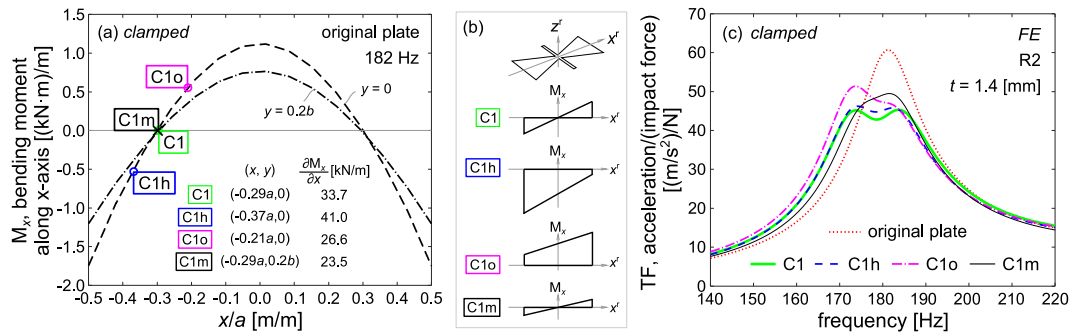 (a) clamped
original plate
182 Hz
1.5
1.0
0.5
0.0
-0.5
-1.0
-1.5
-2.0
Mx, bending moment
along x-axis [(kN·m)/m]
C1o
C1m
C1
C1h
y = 0.2b
y = 0
(x, y) ∂Mx/∂x [kN/m]
C1 (-0.29a,0) 33.7
C1h (-0.37a,0) 41.0
C1o (-0.21a,0) 26.6
C1m (-0.29a,0.2b) 23.5
-0.5 -0.4 -0.3 -0.2 -0.1 0.0 0.1 0.2 0.3 0.4 0.5
x/a [m/m]
(b)
z^r
x^r
Mx
C1
x^r
Mx
C1h
x^r
Mx
C1o
x^r
Mx
C1m
x^r
(c) clamped
FE
R2
t = 1.4 [mm]
70
60
50
40
30
20
10
0
TF, acceleration/(impact force)
[(m/s²)/N]
original plate
C1 C1h C1o C1m
140 150 160 170 180 190 200 210 220
frequency [Hz]